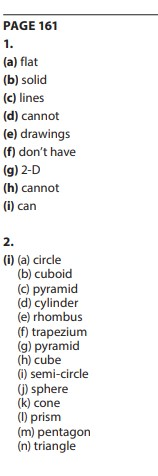 PAGE 161
1.
(a) flat
(b) solid
(c) lines
(d) cannot
(e) drawings
(f) don't have
(g) 2-D
(h) cannot
(i) can
2.
(i) (a) circle
(b) cuboid
(c) pyramid
(d) cylinder
(e) rhombus
(f) trapezium
(g) pyramid
(h) cube
(i) semi-circle
(j) sphere
(k) cone
(l) prism
(m) pentagon
(n) triangle